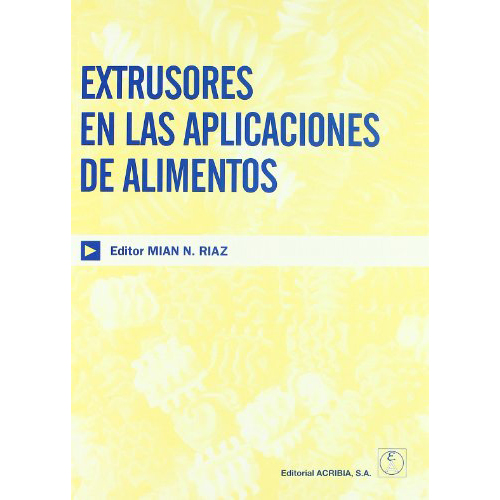 EXTRUSORES
EN LAS APLICACIONES
DE ALIMENTOS
Editor MIAN N. RIAZ
Editorial ACRIBIA, S.A.